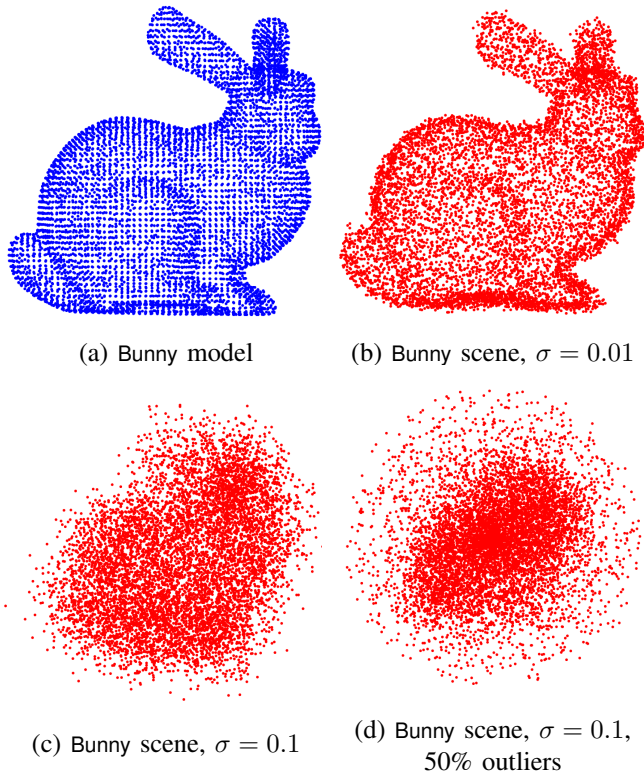 (a) Bunny model
(b) Bunny scene, σ = 0.01
(c) Bunny scene, σ = 0.1
(d) Bunny scene, σ = 0.1,
50% outliers